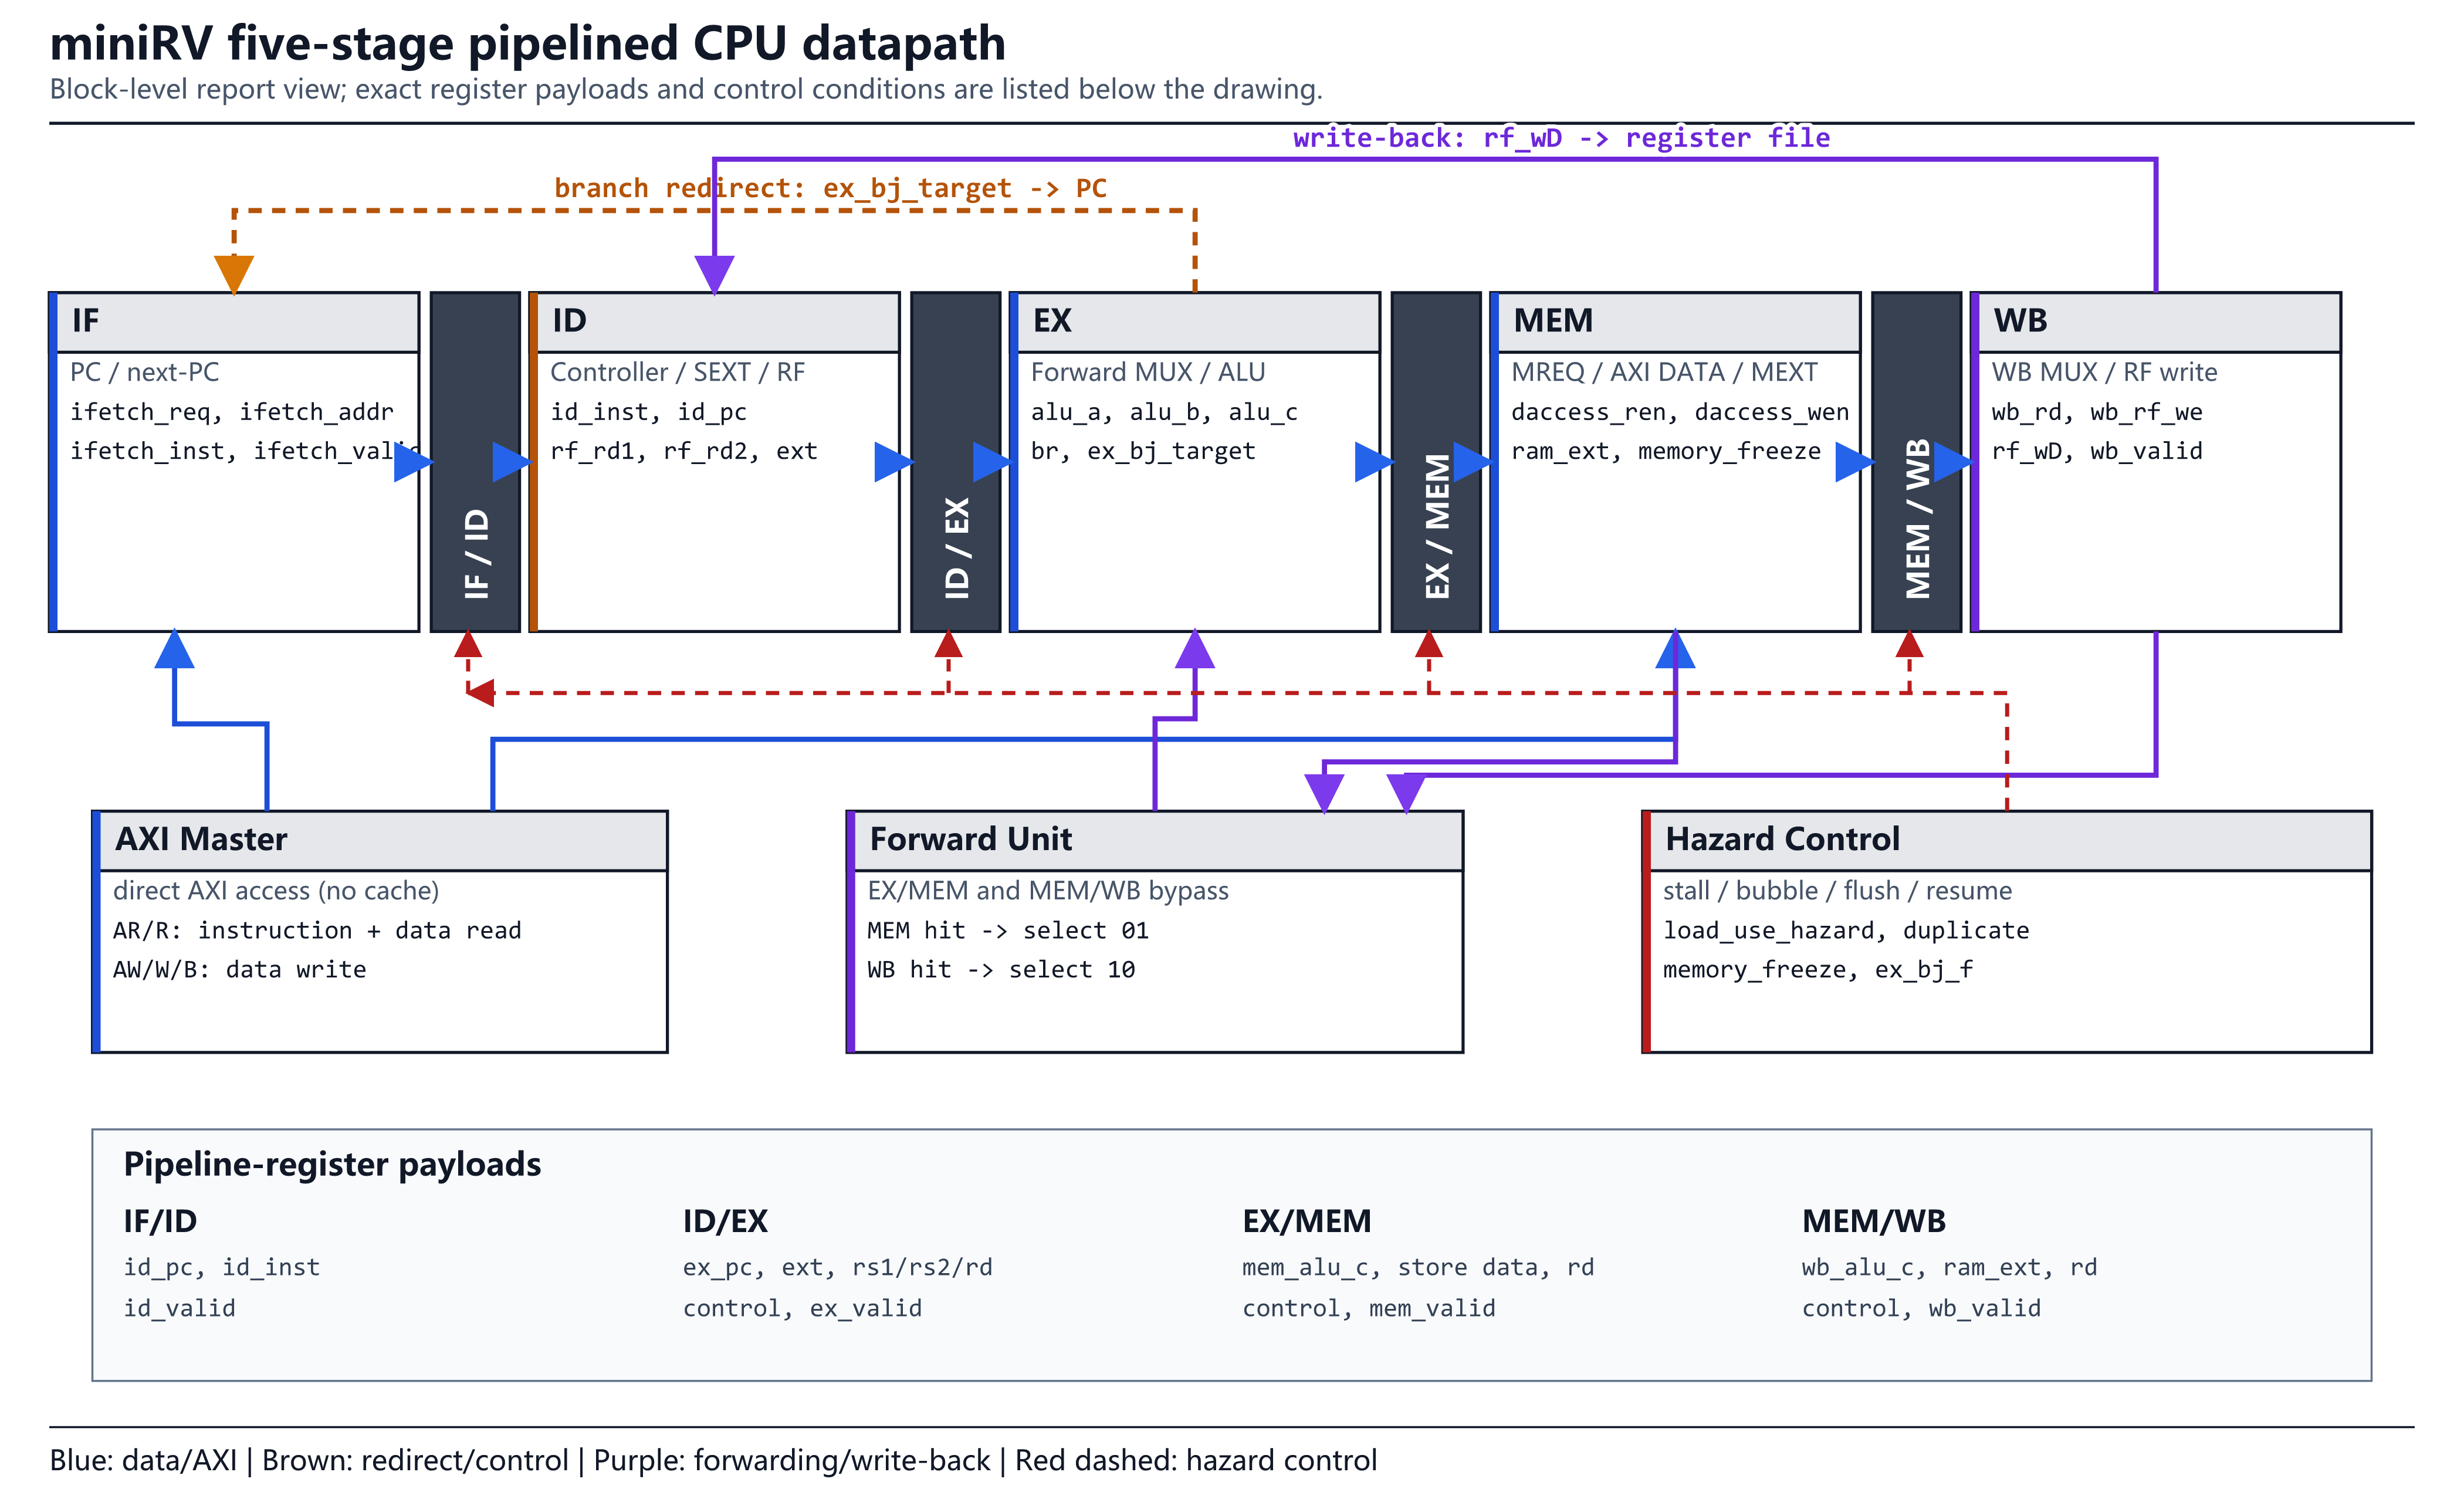 miniRV five-stage pipelined CPU datapath
Block-level report view; exact register payloads and control conditions are listed below the drawing.
write-back: rf_wD -> register file
branch redirect: ex_bj_target -> PC
IF
PC / next-PC
ifetch_req, ifetch_addr
ifetch_inst, ifetch_valid
IF / ID
ID
Controller / SEXT / RF
id_inst, id_pc
rf_rd1, rf_rd2, ext
ID / EX
EX
Forward MUX / ALU
alu_a, alu_b, alu_c
br, ex_bj_target
EX / MEM
MEM
MREQ / AXI DATA / MEXT
daccess_ren, daccess_wen
ram_ext, memory_freeze
MEM / WB
WB
WB MUX / RF write
wb_rd, wb_rf_we
rf_wD, wb_valid
AXI Master
direct AXI access (no cache)
AR/R: instruction + data read
AW/W/B: data write
Forward Unit
EX/MEM and MEM/WB bypass
MEM hit -> select 01
WB hit -> select 10
Hazard Control
stall / bubble / flush / resume
load_use_hazard, duplicate
memory_freeze, ex_bj_f
Pipeline-register payloads
IF/ID
id_pc, id_inst
id_valid
ID/EX
ex_pc, ext, rs1/rs2/rd
control, ex_valid
EX/MEM
mem_alu_c, store data, rd
control, mem_valid
MEM/WB
wb_alu_c, ram_ext, rd
control, wb_valid
Blue: data/AXI | Brown: redirect/control | Purple: forwarding/write-back | Red dashed: hazard control